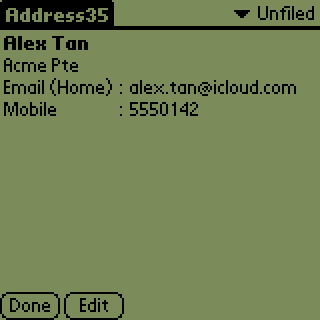 Address35 Unfiled
Alex Tan
Acme Pte
Email (Home) : alex.tan@icloud.com
Mobile : 5550142
Done Edit